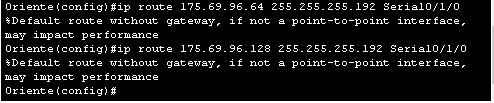 Oriente(config)#ip route 175.69.96.64 255.255.255.192 Serial0/1/0
%Default route without gateway, if not a point-to-point interface,
may impact performance
Oriente(config)#ip route 175.69.96.128 255.255.255.192 Serial0/1/0
%Default route without gateway, if not a point-to-point interface,
may impact performance
Oriente(config)#